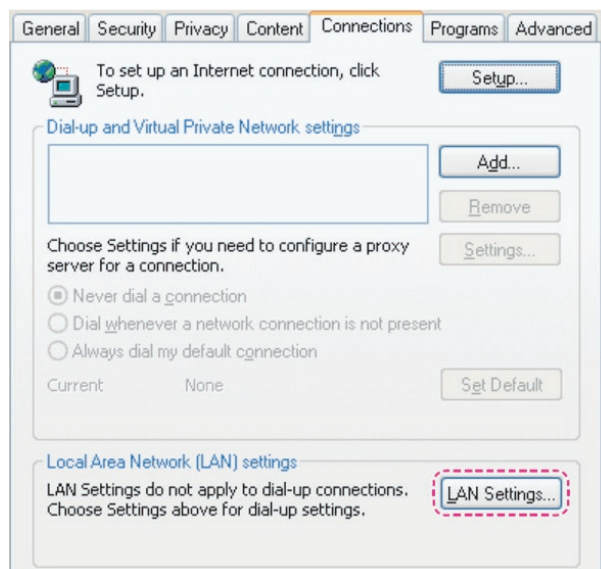 General Security Privacy Content Connections Programs Advanced
To set up an Internet connection, click
Setup.
Setup...
Dial-up and Virtual Private Network settings
Add...
Remove
Choose Settings if you need to configure a proxy
server for a connection.
Settings...
Never dial a connection
Dial whenever a network connection is not present
Always dial my default connection
Current None Set Default
Local Area Network (LAN) settings
LAN Settings do not apply to dial-up connections.
Choose Settings above for dial-up settings.
LAN Settings...